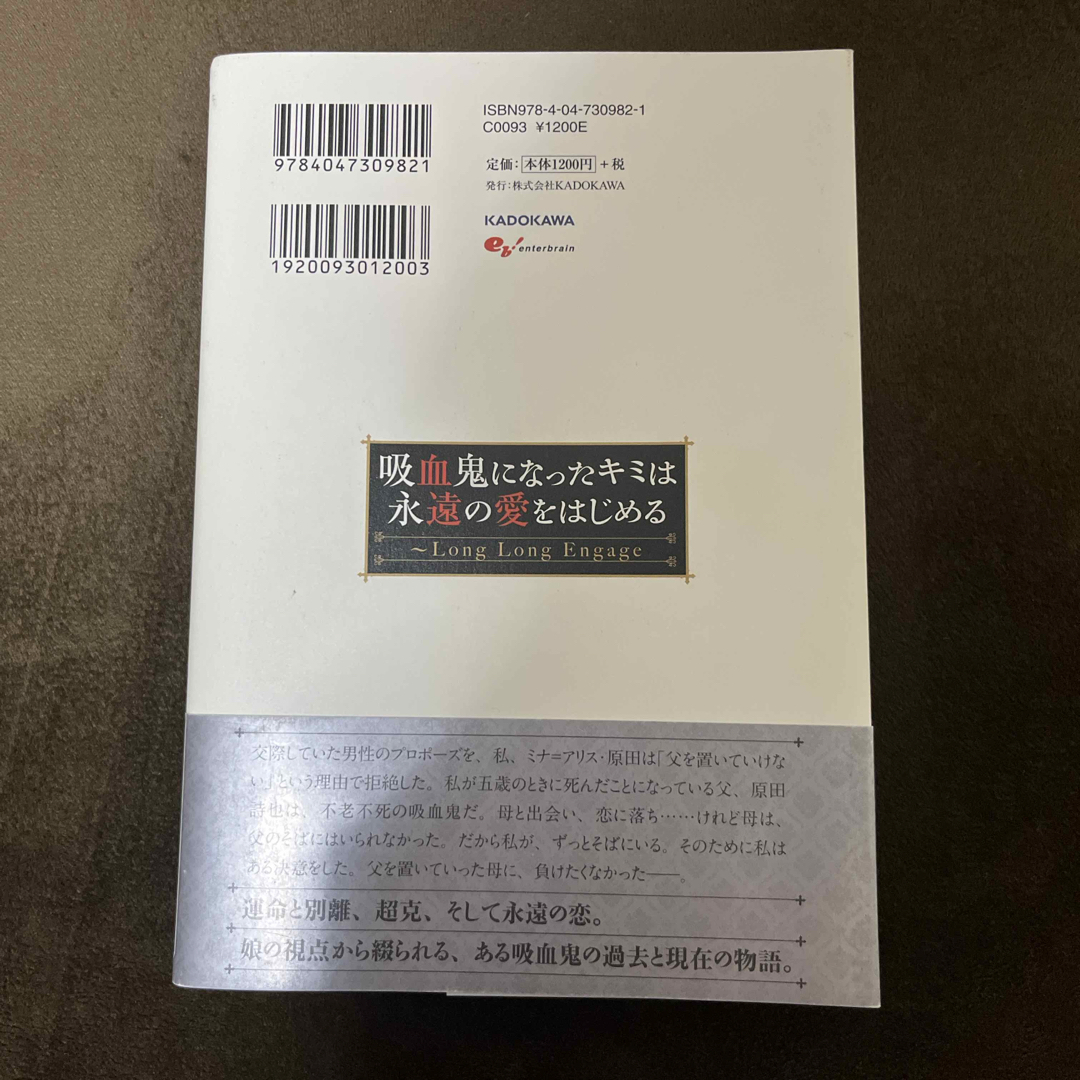 9784047309821
ISBN978-4-04-730982-1
C0093 ¥1200E
定価：本体1200円＋税
発行：株式会社KADOKAWA
1920093012003
KADOKAWA
eb! enterbrain
吸血鬼になったキミは
永遠の愛をはじめる
～Long Long Engage
交際していた男性のプロポーズを、私、ミナ＝アリス・原田は「父を置いていけな
い」という理由で拒絶した。私が五歳のときに死んだことになっている父、原田
詩也は、不老不死の吸血鬼だ。母と出会い、恋に落ち……けれど母は、
父のそばにはいられなかった。だから私が、ずっとそばにいる。そのために私は
ある決意をした。父を置いていった母に、負けたくなかった――。
運命と別離、超克、そして永遠の恋。
娘の視点から綴られる、ある吸血鬼の過去と現在の物語。